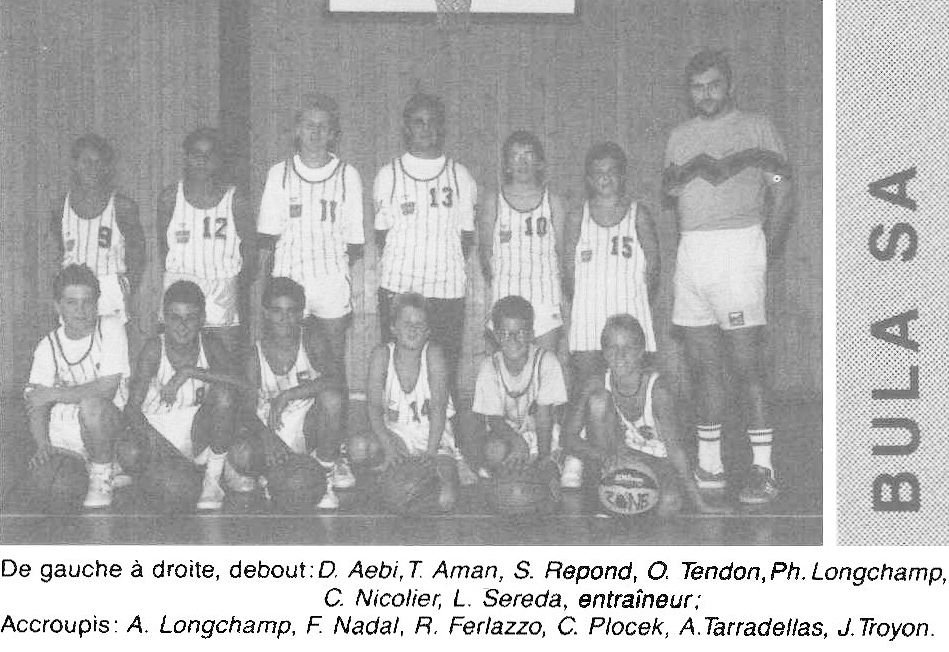 9
12
11
13
10
15
14
ZONE
BULA SA
De gauche à droite, debout: D. Aebi, T. Aman, S. Repond, O. Tendon, Ph. Longchamp,
C. Nicolier, L. Sereda, entraîneur;
Accroupis: A. Longchamp, F. Nadal, R. Ferlazzo, C. Plocek, A. Tarradellas, J. Troyon.